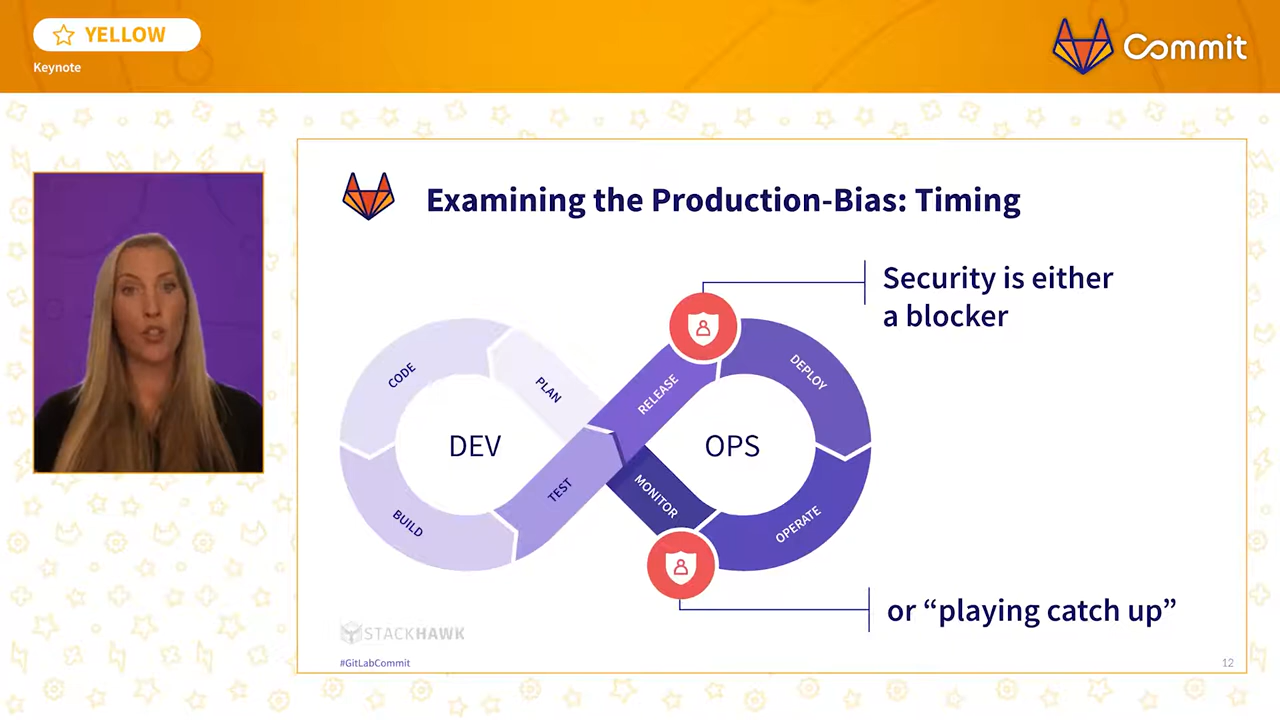 YELLOW
Keynote
Commit
Examining the Production-Bias: Timing
Security is either
a blocker
CODE
PLAN
RELEASE
DEPLOY
DEV
OPS
BUILD
TEST
MONITOR
OPERATE
or “playing catch up”
STACKHAWK
#GitLabCommit
12